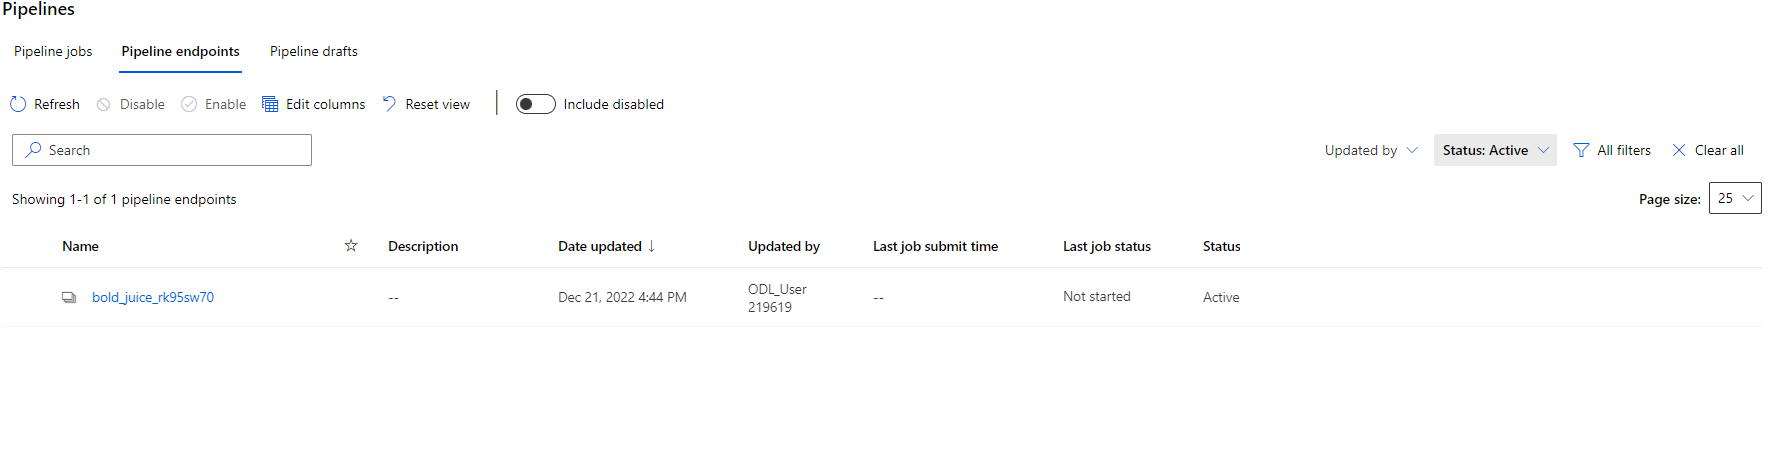 Pipelines
Pipeline jobs Pipeline endpoints Pipeline drafts
Refresh Disable Enable Edit columns Reset view Include disabled
Search Updated by Status: Active All filters Clear all
Showing 1-1 of 1 pipeline endpoints Page size: 25
Name Description Date updated ↓ Updated by Last job submit time Last job status Status
bold_juice_rk95sw70 -- Dec 21, 2022 4:44 PM ODL_User -- Not started Active
219619